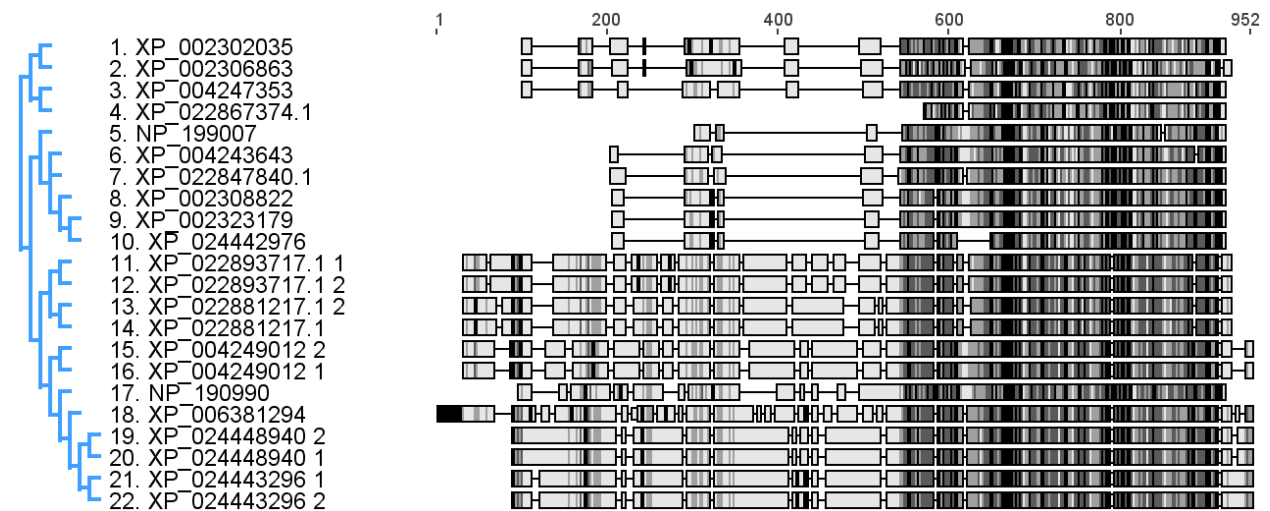 1 200 400 600 800 952
1. XP_002302035
2. XP_002306863
3. XP_004247353
4. XP_022867374.1
5. NP_199007
6. XP_004243643
7. XP_022847840.1
8. XP_002308822
9. XP_002323179
10. XP_024442976
11. XP_022893717.1 1
12. XP_022893717.1 2
13. XP_022881217.1 2
14. XP_022881217.1
15. XP_004249012 2
16. XP_004249012 1
17. NP_190990
18. XP_006381294
19. XP_024448940 2
20. XP_024448940 1
21. XP_024443296 1
22. XP_024443296 2